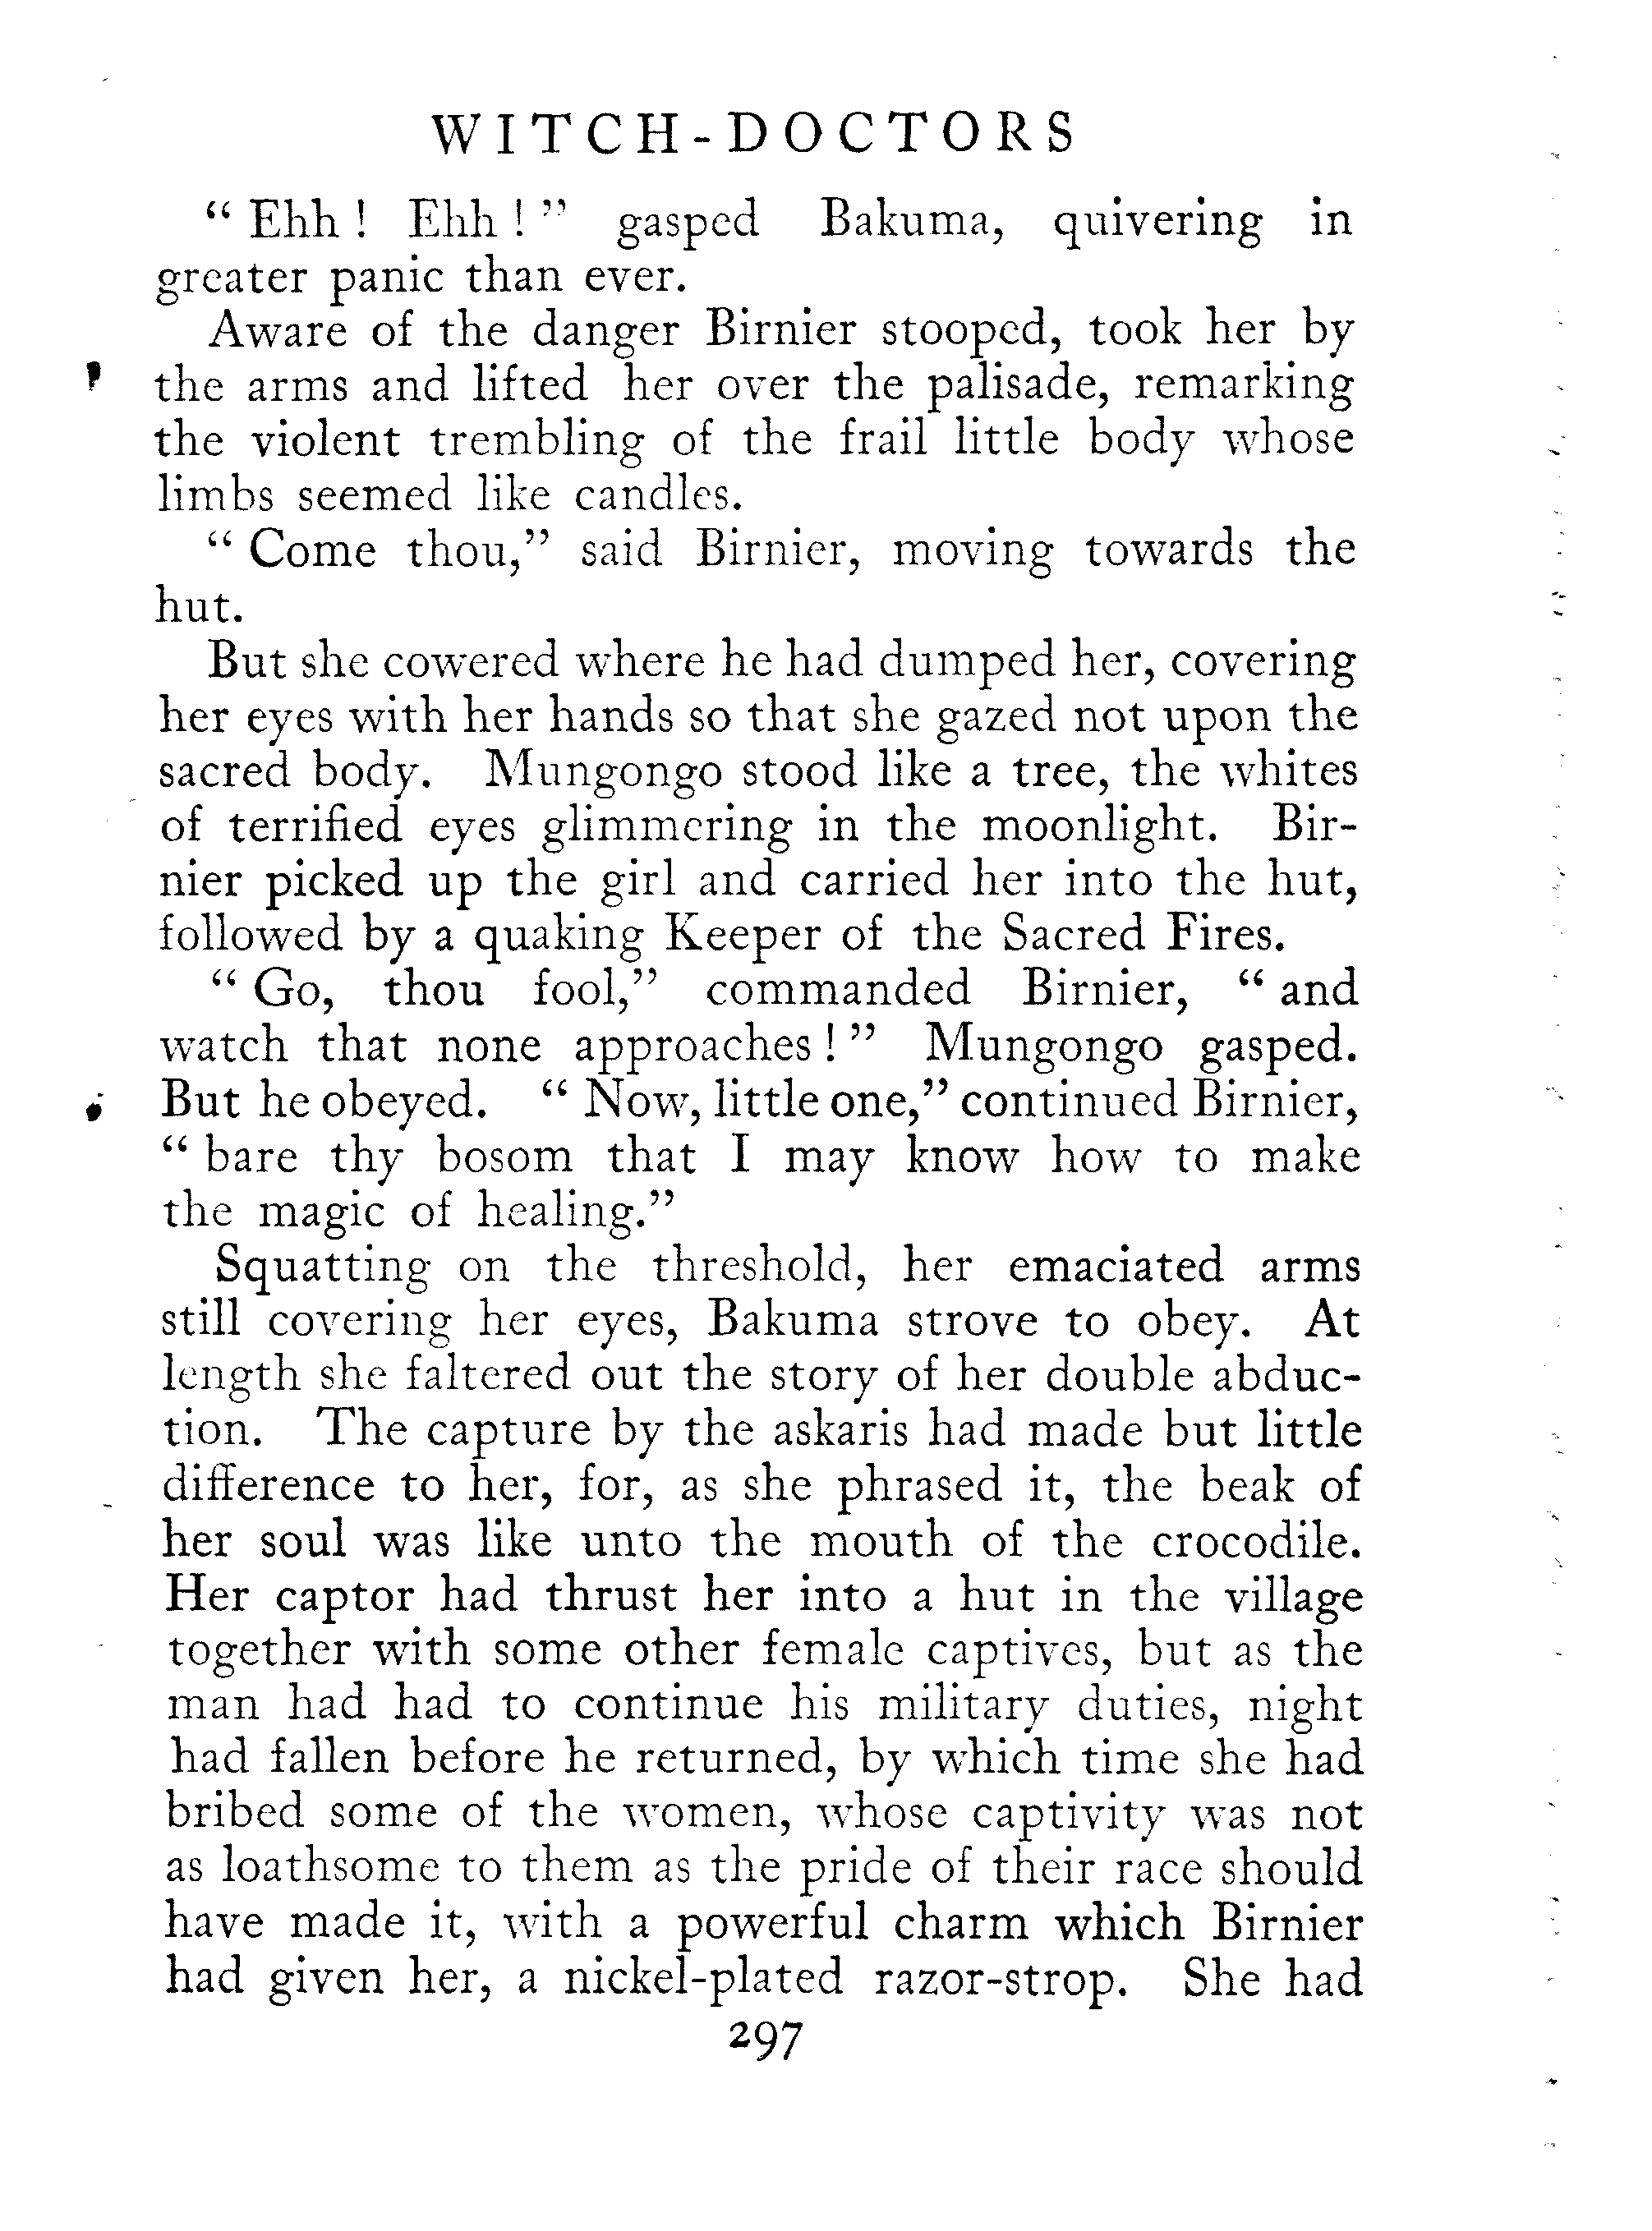 WITCH-DOCTORS
“ Ehh ! Ehh ! ” gasped Bakuma, quivering in
greater panic than ever.
Aware of the danger Birnier stooped, took her by
the arms and lifted her over the palisade, remarking
the violent trembling of the frail little body whose
limbs seemed like candles.
“ Come thou,” said Birnier, moving towards the
hut.
But she cowered where he had dumped her, covering
her eyes with her hands so that she gazed not upon the
sacred body. Mungongo stood like a tree, the whites
of terrified eyes glimmering in the moonlight. Bir-
nier picked up the girl and carried her into the hut,
followed by a quaking Keeper of the Sacred Fires.
“ Go, thou fool,” commanded Birnier, “ and
watch that none approaches ! ” Mungongo gasped.
But he obeyed. “ Now, little one,” continued Birnier,
“ bare thy bosom that I may know how to make
the magic of healing.”
Squatting on the threshold, her emaciated arms
still covering her eyes, Bakuma strove to obey. At
length she faltered out the story of her double abduc-
tion. The capture by the askaris had made but little
difference to her, for, as she phrased it, the beak of
her soul was like unto the mouth of the crocodile.
Her captor had thrust her into a hut in the village
together with some other female captives, but as the
man had had to continue his military duties, night
had fallen before he returned, by which time she had
bribed some of the women, whose captivity was not
as loathsome to them as the pride of their race should
have made it, with a powerful charm which Birnier
had given her, a nickel-plated razor-strop. She had
297